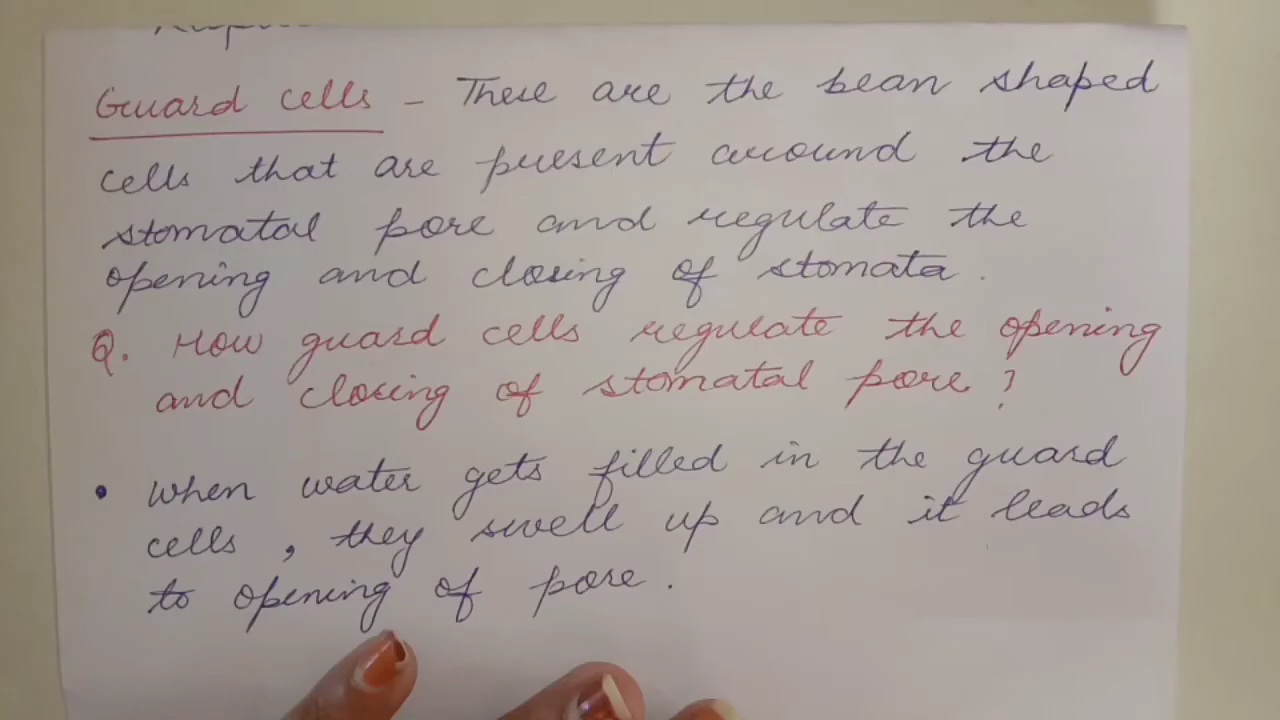 Guard cells - These are the bean shaped
cells that are present around the
stomatal pore and regulate the
opening and closing of stomata.
Q. How guard cells regulate the opening
and closing of stomatal pore?
• When water gets filled in the guard
cells, they swell up and it leads
to opening of pore.